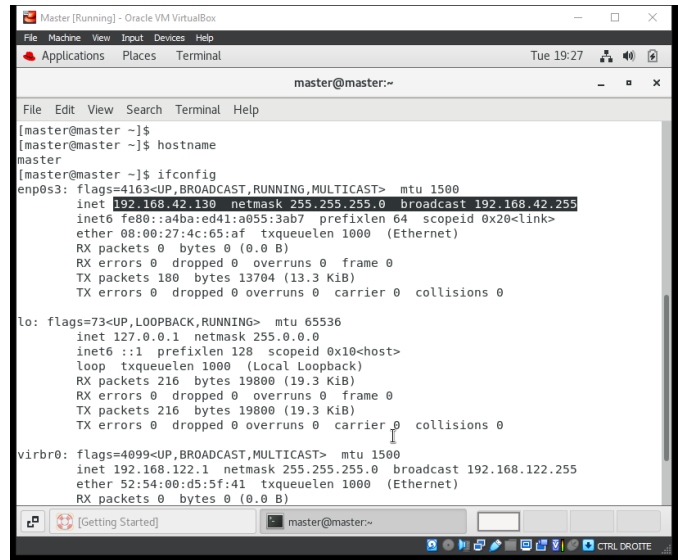 Master [Running] - Oracle VM VirtualBox
File Machine View Input Devices Help
Applications Places Terminal Tue 19:27
master@master:~
File Edit View Search Terminal Help
[master@master ~]$
[master@master ~]$ hostname
master
[master@master ~]$ ifconfig
enp0s3: flags=4163<UP,BROADCAST,RUNNING,MULTICAST> mtu 1500
inet 192.168.42.130 netmask 255.255.255.0 broadcast 192.168.42.255
inet6 fe80::a4ba:ed41:a055:3ab7 prefixlen 64 scopeid 0x20<link>
ether 08:00:27:4c:65:af txqueuelen 1000 (Ethernet)
RX packets 0 bytes 0 (0.0 B)
RX errors 0 dropped 0 overruns 0 frame 0
TX packets 180 bytes 13704 (13.3 KiB)
TX errors 0 dropped 0 overruns 0 carrier 0 collisions 0
lo: flags=73<UP,LOOPBACK,RUNNING> mtu 65536
inet 127.0.0.1 netmask 255.0.0.0
inet6 ::1 prefixlen 128 scopeid 0x10<host>
loop txqueuelen 1000 (Local Loopback)
RX packets 216 bytes 19800 (19.3 KiB)
RX errors 0 dropped 0 overruns 0 frame 0
TX packets 216 bytes 19800 (19.3 KiB)
TX errors 0 dropped 0 overruns 0 carrier 0 collisions 0
virbr0: flags=4099<UP,BROADCAST,MULTICAST> mtu 1500
inet 192.168.122.1 netmask 255.255.255.0 broadcast 192.168.122.255
ether 52:54:00:d5:5f:41 txqueuelen 1000 (Ethernet)
RX packets 0 bytes 0 (0.0 B)
[Getting Started] master@master:~
CTRL DROITE